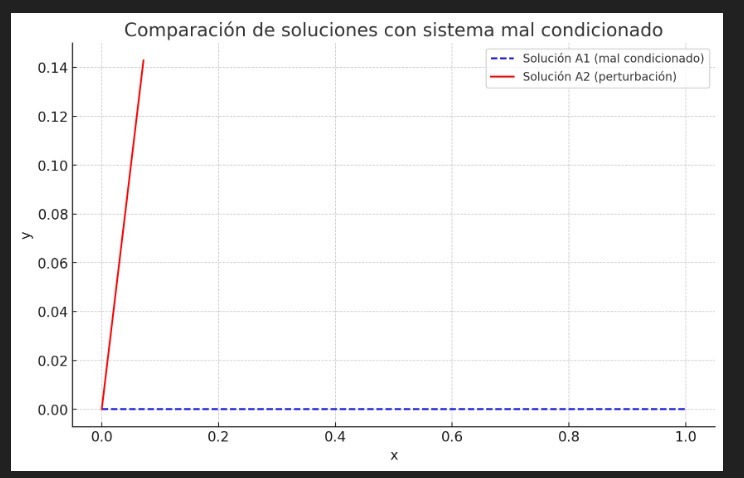 Comparación de soluciones con sistema mal condicionado
Solución A1 (mal condicionado)
Solución A2 (perturbación)
0.14
0.12
0.10
0.08
0.06
0.04
0.02
0.00
y
0.0 0.2 0.4 0.6 0.8 1.0
x